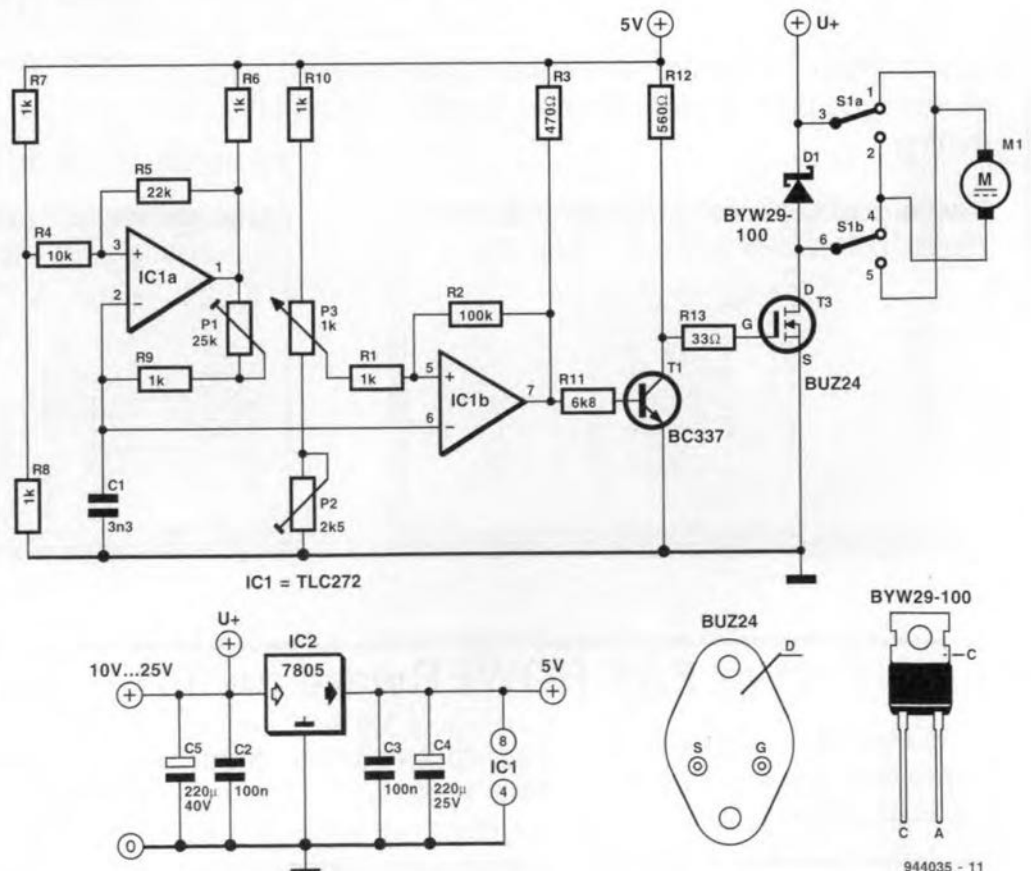 5V
U+
R7
1k
R6
1k
R10
1k
R3
470Ω
R12
560Ω
S1a
1
3
2
M1
M
D1
BYW29-
100
4
S1b
6
5
R5
22k
R4
10k
3
+
IC1a
1
2
−
P1
25k
P3
1k
R2
100k
R9
1k
R1
1k
5
+
IC1b
7
6
−
R11
6k8
T1
BC337
R13
33Ω
G
D
T3
S
BUZ24
R8
1k
C1
3n3
P2
2k5
IC1 = TLC272
U+
10V...25V
IC2
7805
5V
C5
220µ
40V
C2
100n
C3
100n
C4
220µ
25V
8
IC1
4
0
BUZ24
D
S
G
BYW29-100
C
C
A
944035 - 11